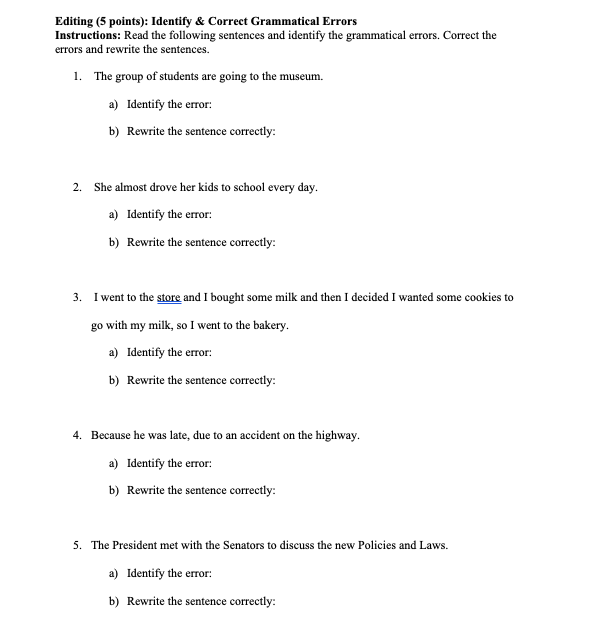 Editing (5 points): Identify & Correct Grammatical Errors
Instructions: Read the following sentences and identify the grammatical errors. Correct the
errors and rewrite the sentences.
1. The group of students are going to the museum.
a) Identify the error:
b) Rewrite the sentence correctly:
2. She almost drove her kids to school every day.
a) Identify the error:
b) Rewrite the sentence correctly:
3. I went to the store and I bought some milk and then I decided I wanted some cookies to
go with my milk, so I went to the bakery.
a) Identify the error:
b) Rewrite the sentence correctly:
4. Because he was late, due to an accident on the highway.
a) Identify the error:
b) Rewrite the sentence correctly:
5. The President met with the Senators to discuss the new Policies and Laws.
a) Identify the error:
b) Rewrite the sentence correctly: